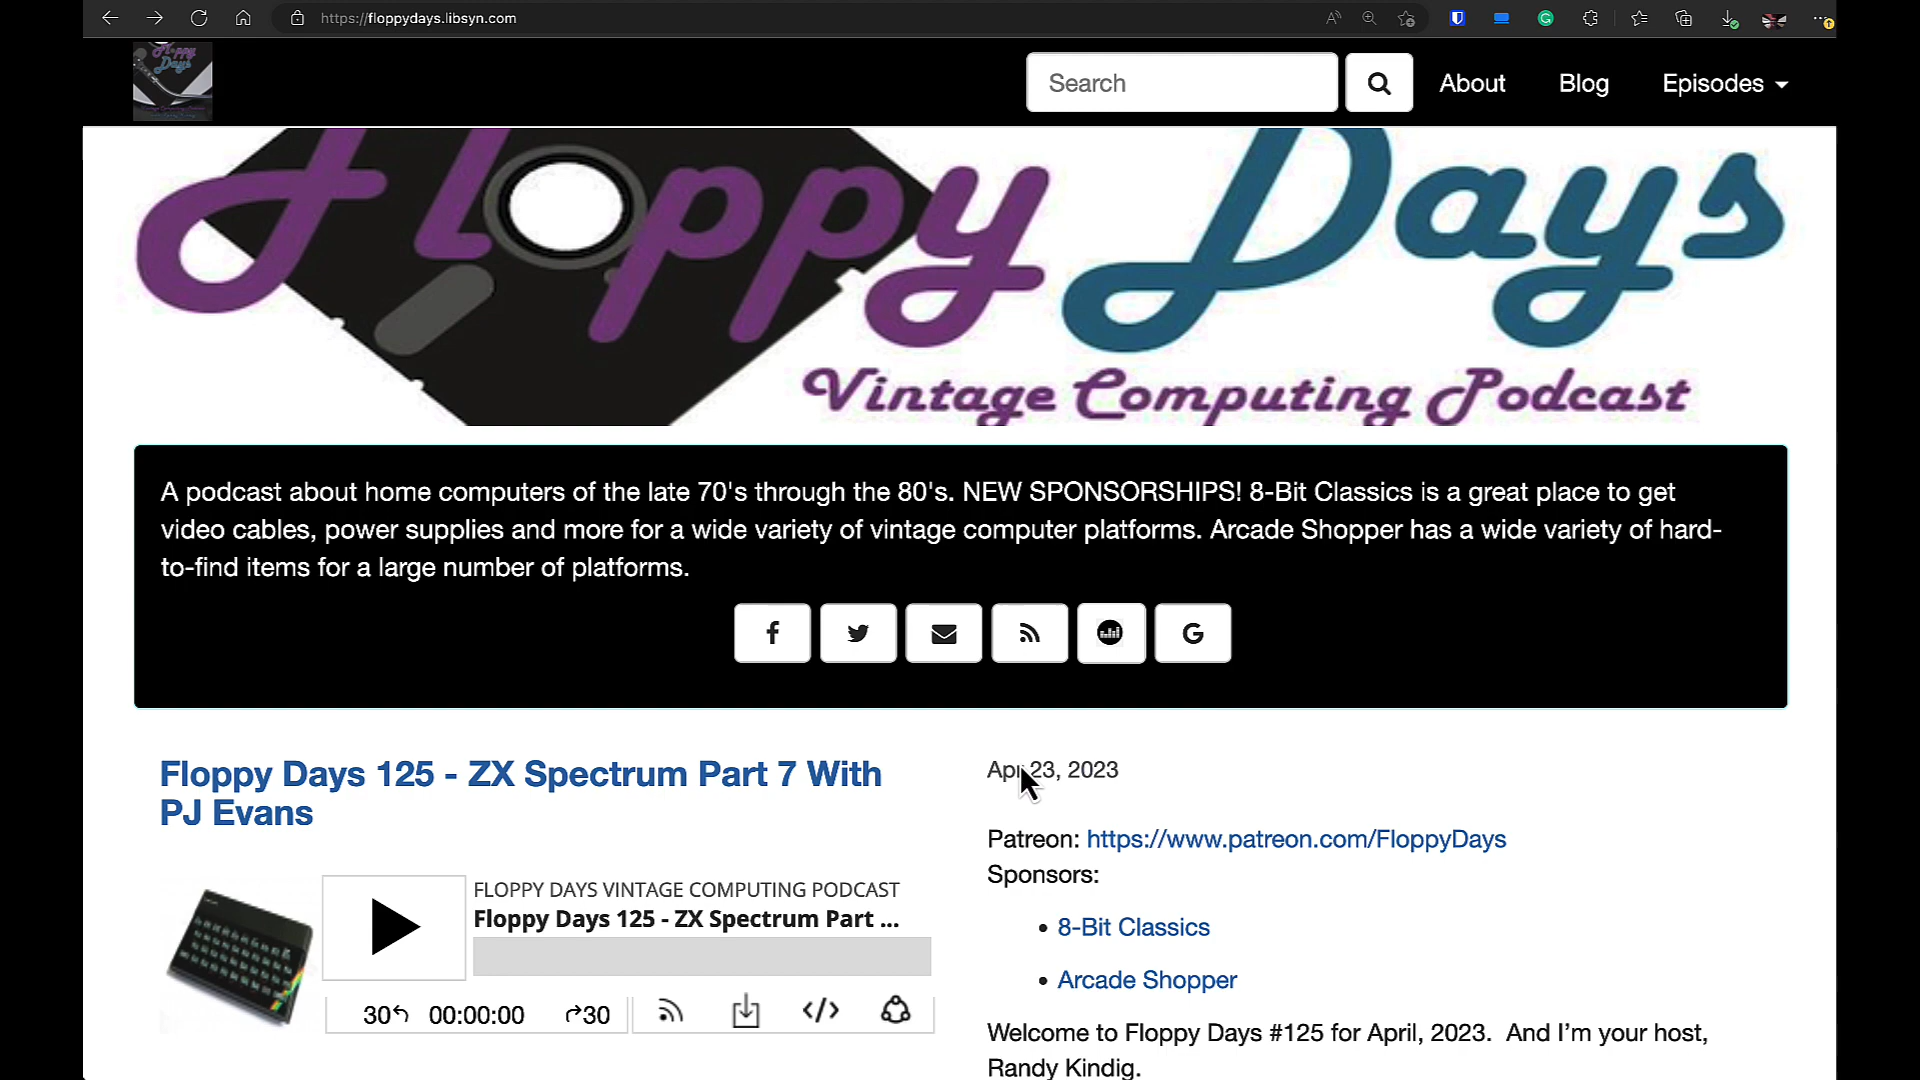 https://floppydays.libsyn.com
Floppy
Days
Search
About
Blog
Episodes
Floppy Days
Vintage Computing Podcast
A podcast about home computers of the late 70's through the 80's. NEW SPONSORSHIPS! 8-Bit Classics is a great place to get
video cables, power supplies and more for a wide variety of vintage computer platforms. Arcade Shopper has a wide variety of hard-
to-find items for a large number of platforms.
Floppy Days 125 - ZX Spectrum Part 7 With
PJ Evans
FLOPPY DAYS VINTAGE COMPUTING PODCAST
Floppy Days 125 - ZX Spectrum Part ...
30 00:00:00 30
Apr 23, 2023
Patreon: https://www.patreon.com/FloppyDays
Sponsors:
• 8-Bit Classics
• Arcade Shopper
Welcome to Floppy Days #125 for April, 2023.  And I’m your host,
Randy Kindig.